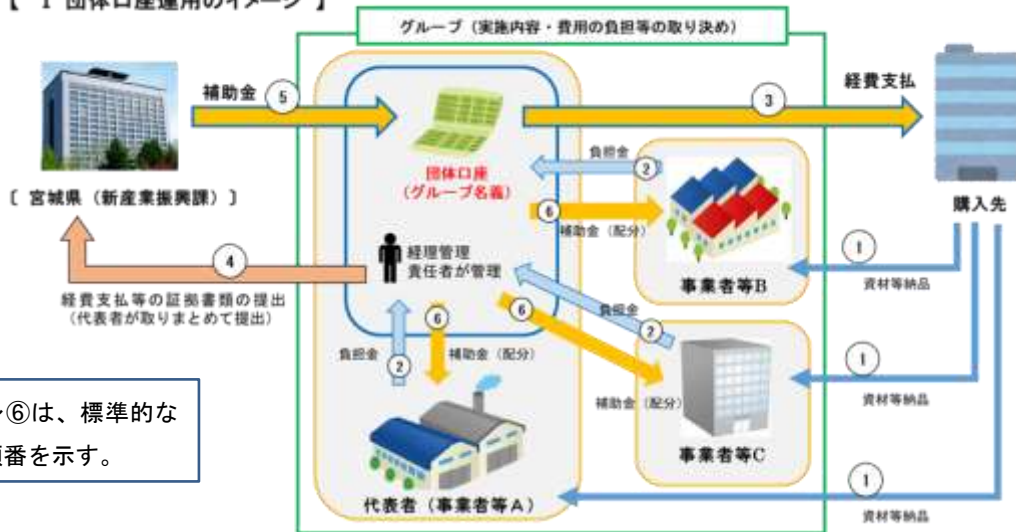 【 1 団体口座運用のイメージ 】
グループ（実施内容・費用の負担等の取り決め）
補助金
⑤
③
経費支払
団体口座
（グループ名義）
負担金
②
⑥
補助金（配分）
事業者等B
[ 宮城県（新産業振興課）]
購入先
④
経費支払等の証拠書類の提出
（代表者が取りまとめて提出）
経理管理
責任者が管理
①
資材等納品
負担金
②
⑥
補助金（配分）
⑥
負担金
②
補助金（配分）
事業者等C
①
資材等納品
⑥は、標準的な
番を示す。
代表者（事業者等A）
①
資材等納品